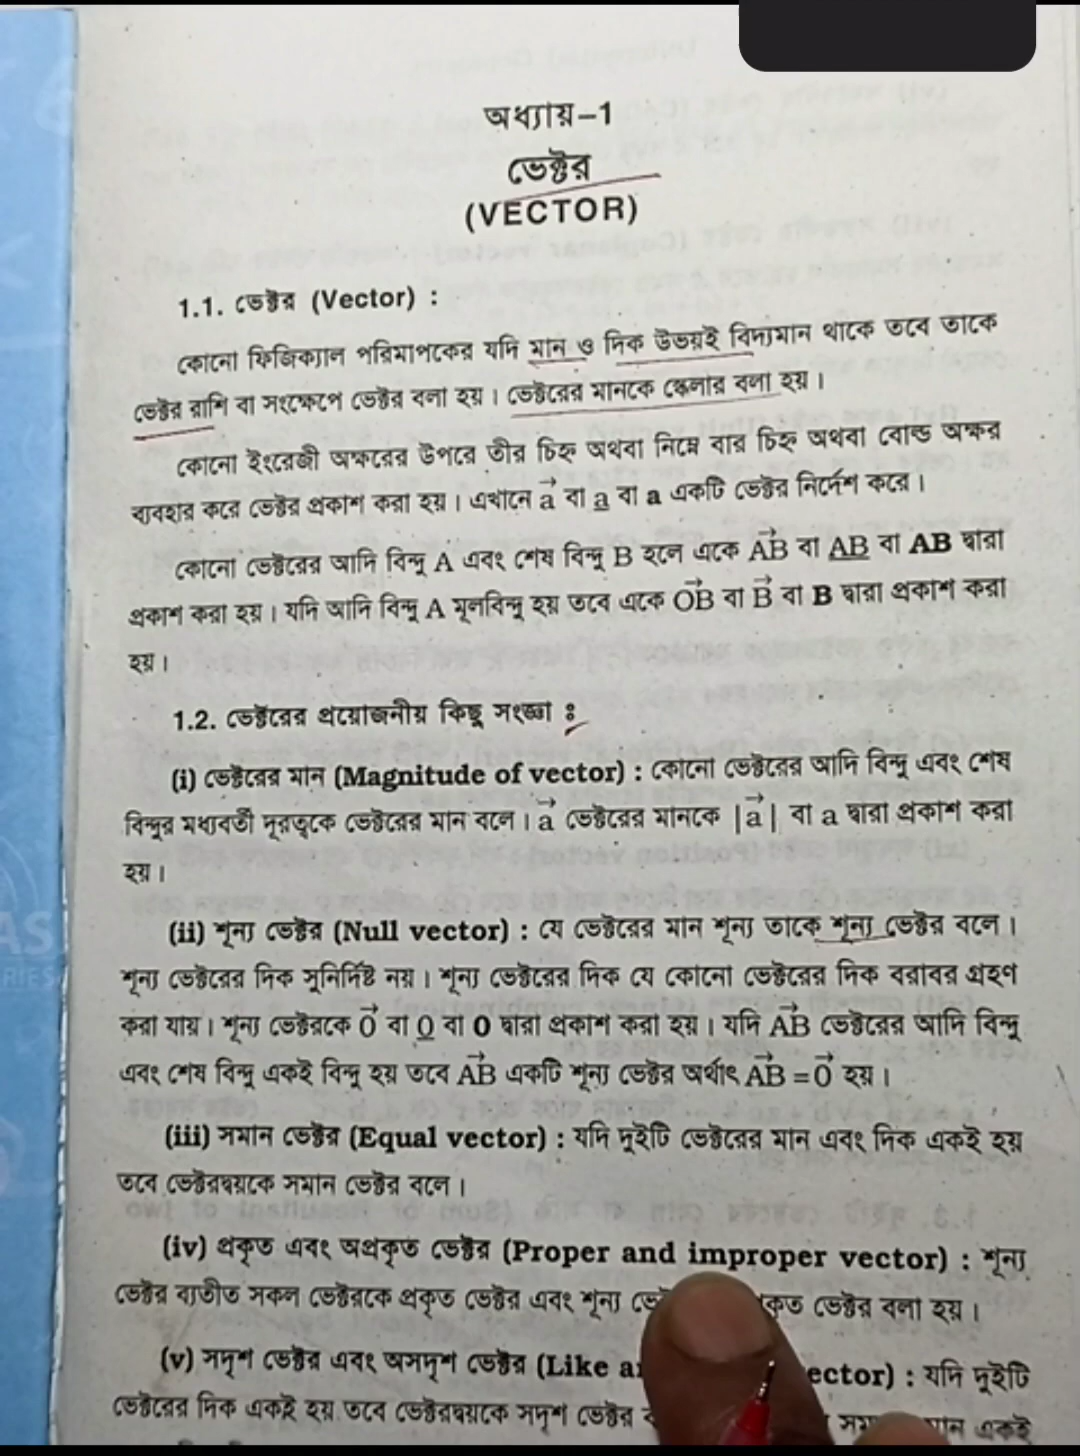 অধ্যায়–1
ভেক্টর
(VECTOR)
1.1. ভেক্টর (Vector) :
কোনো ফিজিক্যাল পরিমাপকের যদি মান ও দিক উভয়ই বিদ্যমান থাকে তবে তাকে
ভেক্টর রাশি বা সংক্ষেপে ভেক্টর বলা হয়। ভেক্টরের মানকে স্কেলার বলা হয়।
কোনো ইংরেজী অক্ষরের উপরে তীর চিহ্ন অথবা নিম্নে বার চিহ্ন অথবা বোল্ড অক্ষর
ব্যবহার করে ভেক্টর প্রকাশ করা হয়। এখানে a⃗ বা a̲ বা a একটি ভেক্টর নির্দেশ করে।
কোনো ভেক্টরের আদি বিন্দু A এবং শেষ বিন্দু B হলে একে AB⃗ বা A̲B̲ বা AB দ্বারা
প্রকাশ করা হয়। যদি আদি বিন্দু A মূলবিন্দু হয় তবে একে OB⃗ বা B⃗ বা B দ্বারা প্রকাশ করা
হয়।
1.2. ভেক্টরের প্রয়োজনীয় কিছু সংজ্ঞা ঃ
(i) ভেক্টরের মান (Magnitude of vector) : কোনো ভেক্টরের আদি বিন্দু এবং শেষ
বিন্দুর মধ্যবর্তী দূরত্বকে ভেক্টরের মান বলে। a⃗ ভেক্টরের মানকে |a⃗| বা a দ্বারা প্রকাশ করা
হয়।
(ii) শূন্য ভেক্টর (Null vector) : যে ভেক্টরের মান শূন্য তাকে শূন্য ভেক্টর বলে।
শূন্য ভেক্টরের দিক সুনির্দিষ্ট নয়। শূন্য ভেক্টরের দিক যে কোনো ভেক্টরের দিক বরাবর গ্রহণ
করা যায়। শূন্য ভেক্টরকে O⃗ বা O̲ বা O দ্বারা প্রকাশ করা হয়। যদি AB⃗ ভেক্টরের আদি বিন্দু
এবং শেষ বিন্দু একই বিন্দু হয় তবে AB⃗ একটি শূন্য ভেক্টর অর্থাৎ AB⃗ = O⃗ হয়।
(iii) সমান ভেক্টর (Equal vector) : যদি দুইটি ভেক্টরের মান এবং দিক একই হয়
তবে ভেক্টরদ্বয়কে সমান ভেক্টর বলে।
(iv) প্রকৃত এবং অপ্রকৃত ভেক্টর (Proper and improper vector) : শূন্য
ভেক্টর ব্যতীত সকল ভেক্টরকে প্রকৃত ভেক্টর এবং শূন্য ভেক্টর বলা হয়।
(v) সদৃশ ভেক্টর এবং অসদৃশ ভেক্টর (Like : যদি দুইটি
ভেক্টরের দিক একই হয় তবে ভেক্টরদ্বয়কে সদৃশ ভেক্টর একই